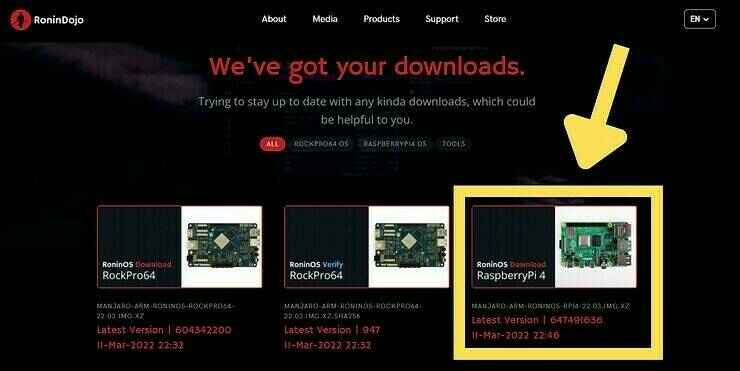 RoninDojo
About
Media
Products
Support
Store
EN
We've got your downloads.
Trying to stay up to date with any kinda downloads, which could
be helpful to you.
ALL
ROCKPRO64 OS
RASPBERRYPI4 OS
TOOLS
RoninOS Download
RockPro64
MANJARO-ARM-RONINOS-ROCKPRO64-
22.03.IMG.XZ
Latest Version | 604342200
11-Mar-2022 22:32
RoninOS Verify
RockPro64
MANJARO-ARM-RONINOS-ROCKPRO64-
22.03.IMG.XZ.SHA256
Latest Version | 947
11-Mar-2022 22:32
RoninOS Download
RaspberryPi 4
MANJARO-ARM-RONINOS-RPI4-22.03.IMG.XZ
Latest Version | 647491636
11-Mar-2022 22:46